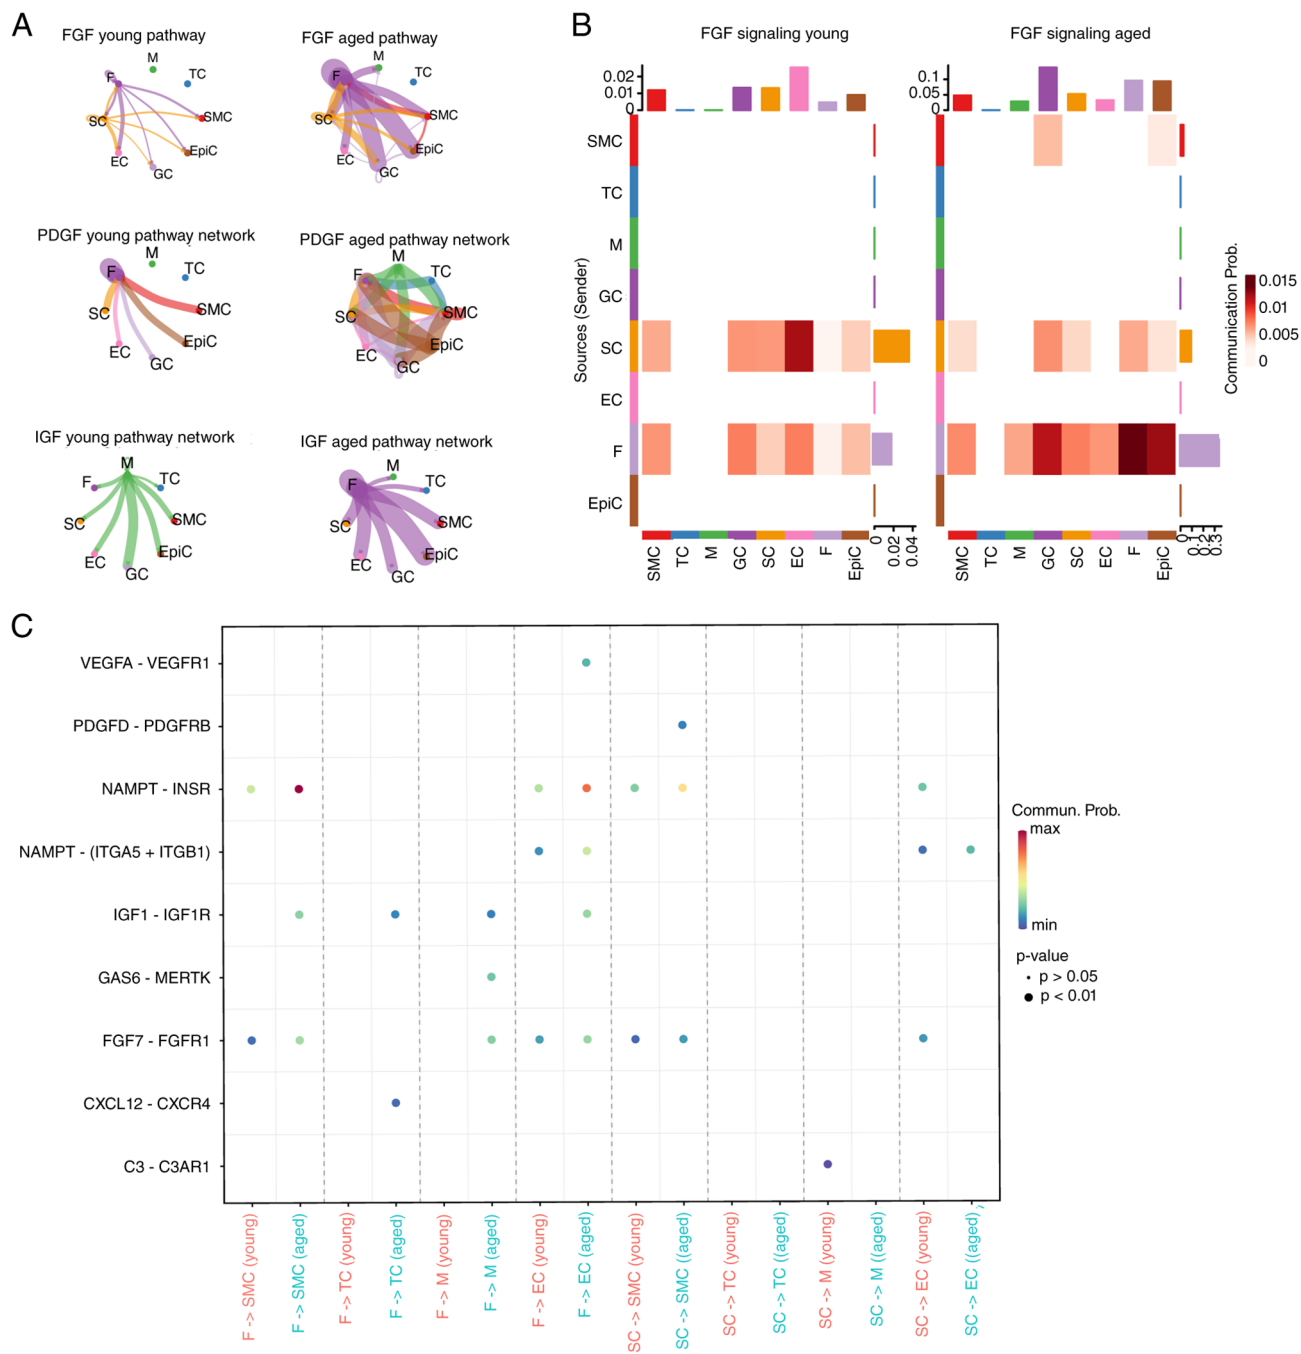 A
FGF young pathway
F
M
TC
SC
SMC
EC
GC
EpiC
FGF aged pathway
F
M
TC
SC
SMC
EC
GC
EpiC
PDGF young pathway network
F
M
TC
SC
SMC
EC
GC
EpiC
PDGF aged pathway network
F
M
TC
SC
SMC
EC
GC
EpiC
IGF young pathway network
F
M
TC
SC
SMC
EC
GC
EpiC
IGF aged pathway network
F
M
TC
SC
SMC
EC
GC
EpiC
B
FGF signaling young
0.02
0.01
0
Sources (Sender)
SMC
TC
M
GC
SC
EC
F
EpiC
SMC
TC
M
GC
SC
EC
F
EpiC
0
0.02
0.04
FGF signaling aged
0.1
0.05
0
SMC
TC
M
GC
SC
EC
F
EpiC
0
0.1
0.2
0.3
Communication Prob.
0.015
0.005
0
C
VEGFA - VEGFR1
PDGFD - PDGFRB
NAMPT - INSR
NAMPT - (ITGA5 + ITGB1)
IGF1 - IGF1R
GAS6 - MERTK
FGF7 - FGFR1
CXCL12 - CXCR4
C3 - C3AR1
F -> SMC (young)
F -> SMC (aged)
F -> TC (young)
F -> TC (aged)
F -> M (young)
F -> M (aged)
F -> EC (young)
F -> EC (aged)
SC -> SMC (young)
SC -> SMC ((aged)
SC -> TC (young)
SC -> TC ((aged)
SC -> M (young)
SC -> M ((aged)
SC -> EC (young)
SC -> EC ((aged)
Commun. Prob.
max
min
p-value
p > 0.05
p < 0.01